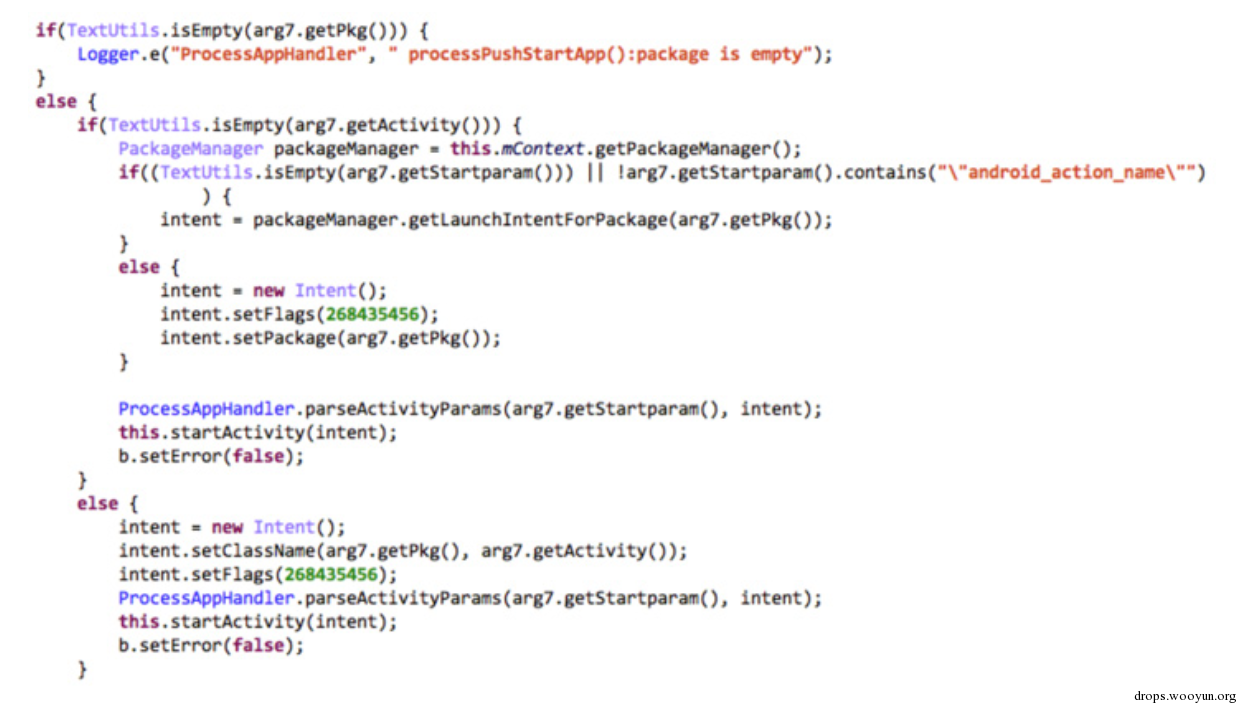 if(TextUtils.isEmpty(arg7.getPkg())) {
    Logger.e("ProcessAppHandler", " processPushStartApp():package is empty");
}
else {
    if(TextUtils.isEmpty(arg7.getActivity())) {
        PackageManager packageManager = this.mContext.getPackageManager();
        if((TextUtils.isEmpty(arg7.getStartparam())) || !arg7.getStartparam().contains("\"android_action_name\"")
                ) {
            intent = packageManager.getLaunchIntentForPackage(arg7.getPkg());
        }
        else {
            intent = new Intent();
            intent.setFlags(268435456);
            intent.setPackage(arg7.getPkg());
        }
        ProcessAppHandler.parseActivityParams(arg7.getStartparam(), intent);
        this.startActivity(intent);
        b.setError(false);
    }
    else {
        intent = new Intent();
        intent.setClassName(arg7.getPkg(), arg7.getActivity());
        intent.setFlags(268435456);
        ProcessAppHandler.parseActivityParams(arg7.getStartparam(), intent);
        this.startActivity(intent);
        b.setError(false);
    }
drops.wooyun.org